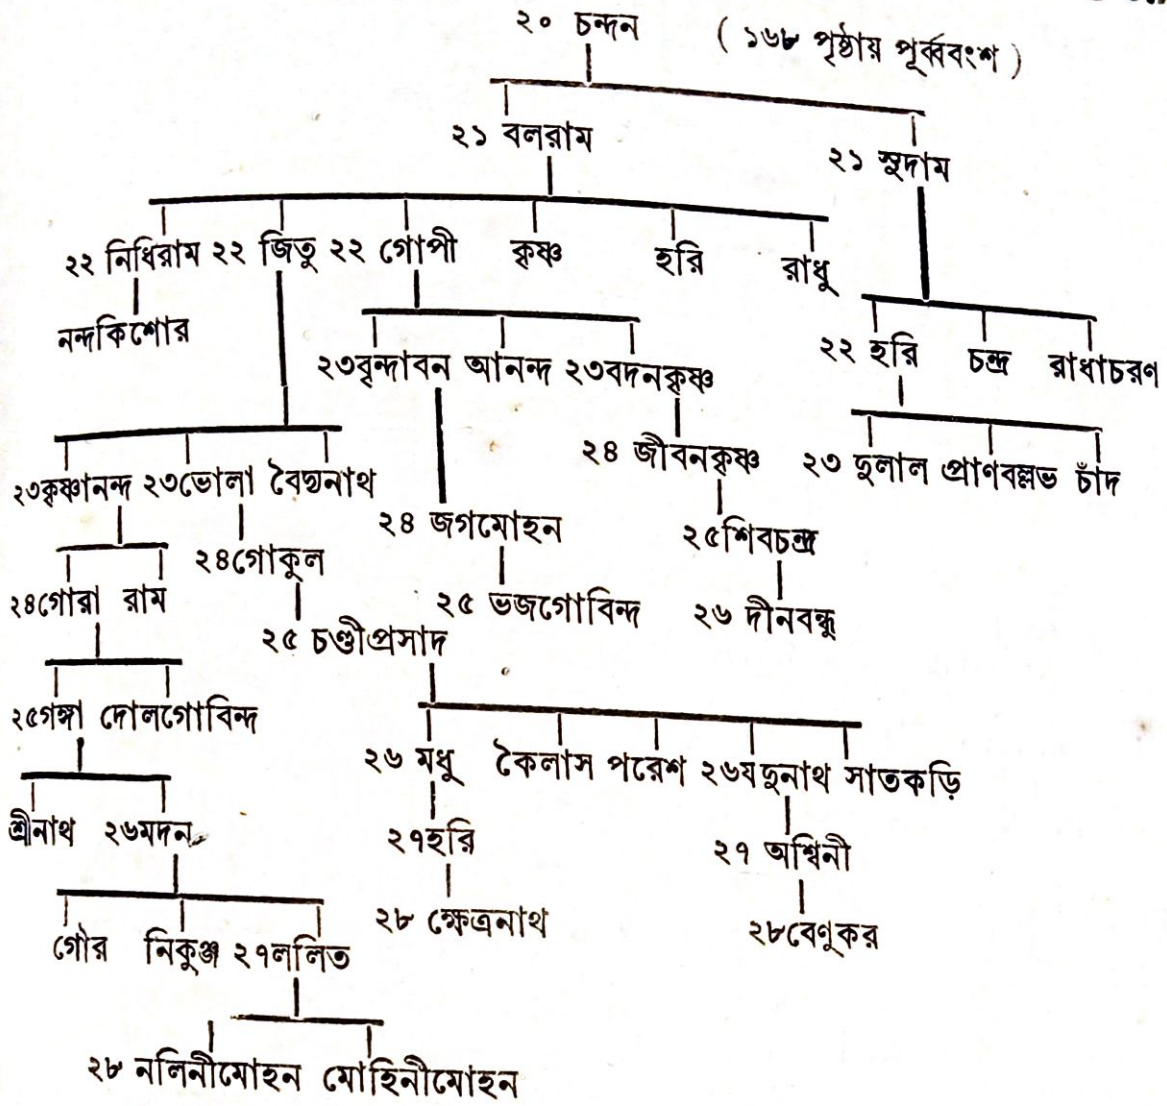 ২০ চন্দন ( ১৬৮ পৃষ্ঠায় পূর্ব্ববংশ )
২১ বলরাম ২১ সুদাম
২২ নিধিরাম ২২ জিতু ২২ গোপী কৃষ্ণ হরি রাধু
নন্দকিশোর
২২ হরি চন্দ্র রাধাচরণ
২৩বৃন্দাবন আনন্দ ২৩বদনকৃষ্ণ
২৪ জীবনকৃষ্ণ ২৩ দুলাল প্রাণবল্লভ চাঁদ
২৩কৃষ্ণানন্দ ২৩ভোলা বৈদ্যনাথ
২৪ জগমোহন ২৫শিবচন্দ্র
২৪গোরা রাম ২৪গোকুল
২৫ ভজগোবিন্দ ২৬ দীনবন্ধু
২৫ চণ্ডীপ্রসাদ
২৫গঙ্গা দোলগোবিন্দ
২৬ মধু কৈলাস পরেশ ২৬যদুনাথ সাতকড়ি
শ্রীনাথ ২৬মদন
২৭হরি ২৭ অশ্বিনী
২৮ ক্ষেত্রনাথ ২৮বেণুকর
গৌর নিকুঞ্জ ২৭ললিত
২৮ নলিনীমোহন মোহিনীমোহন